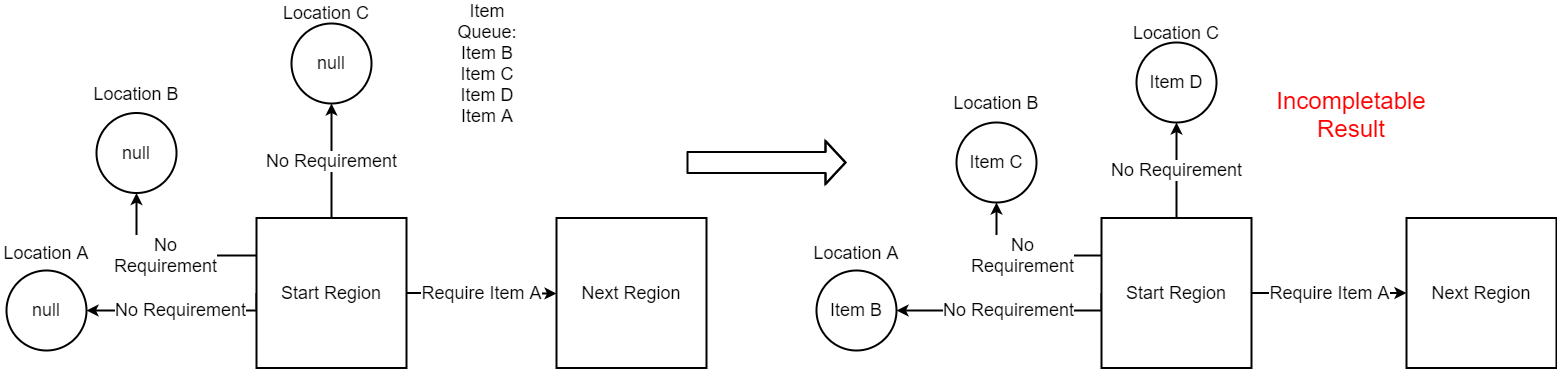 Location C
null
Item
Queue:
Item B
Item C
Item D
Item A
Location B
null
No Requirement
No
Requirement
Location A
null
No Requirement
Start Region
Require Item A
Next Region
Location C
Item D
Incompletable
Result
Location B
Item C
No Requirement
No
Requirement
Location A
Item B
No Requirement
Start Region
Require Item A
Next Region